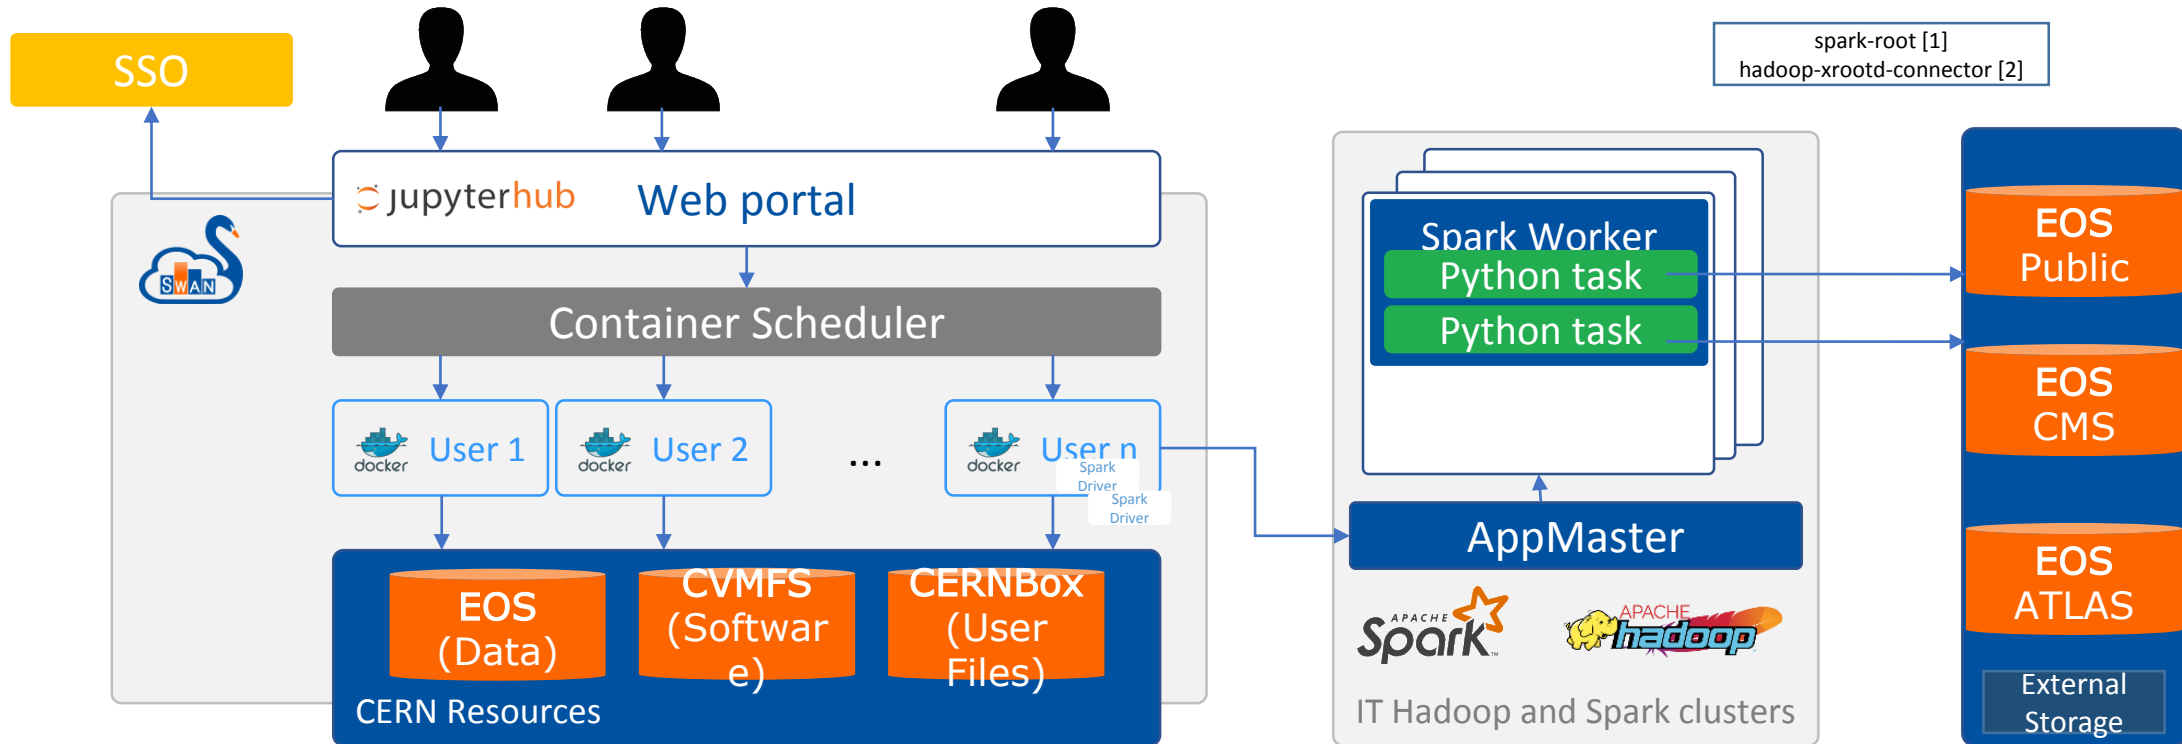 SSO
spark-root [1]
hadoop-xrootd-connector [2]
jupyterhub
Web portal
SWAN
Container Scheduler
docker
User 1
docker
User 2
...
docker
User n
Spark
Driver
Spark
Driver
EOS
(Data)
CVMFS
(Softwar
e)
CERNBox
(User
Files)
CERN Resources
Spark Worker
Python task
Python task
AppMaster
APACHE
Spark
TM
APACHE
hadoop
IT Hadoop and Spark clusters
EOS
Public
EOS
CMS
EOS
ATLAS
External
Storage